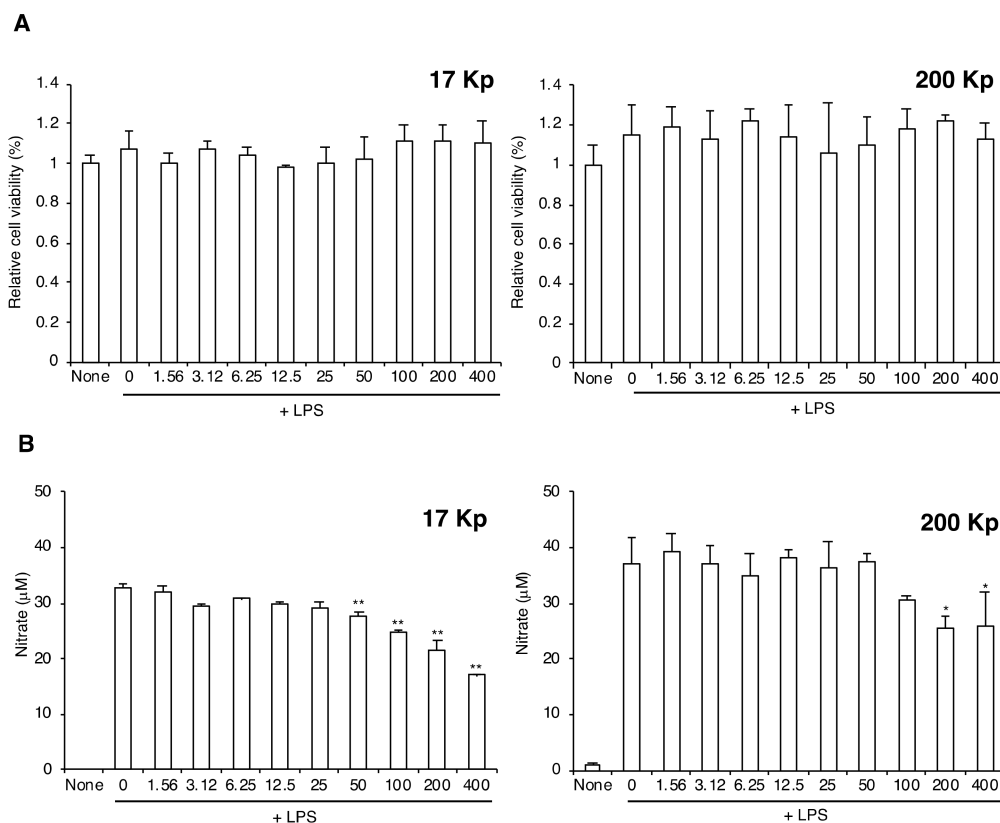 A
17 Kp
200 Kp
Relative cell viability (%)
1.4
1.2
1
0.8
0.6
0.4
0.2
0
None 0 1.56 3.12 6.25 12.5 25 50 100 200 400
+ LPS
Relative cell viability (%)
1.4
1.2
1
0.8
0.6
0.4
0.2
0
None 0 1.56 3.12 6.25 12.5 25 50 100 200 400
+ LPS
B
17 Kp
Nitrate (μM)
50
40
30
20
10
0
** ** ** **
None 0 1.56 3.12 6.25 12.5 25 50 100 200 400
+ LPS
200 Kp
Nitrate (μM)
50
40
30
20
10
0
* *
None 0 1.56 3.12 6.25 12.5 25 50 100 200 400
+ LPS